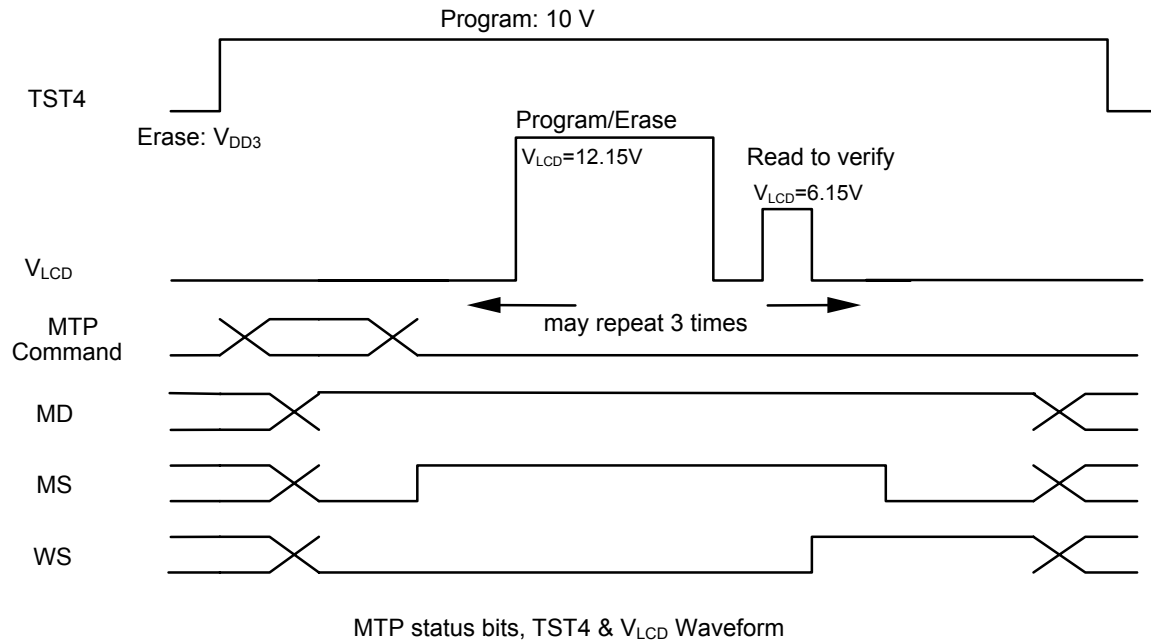 Program: 10 V
TST4
Erase: VDD3
Program/Erase
VLCD=12.15V
Read to verify
VLCD=6.15V
VLCD
may repeat 3 times
MTP
Command
MD
MS
WS
MTP status bits, TST4 & VLCD Waveform